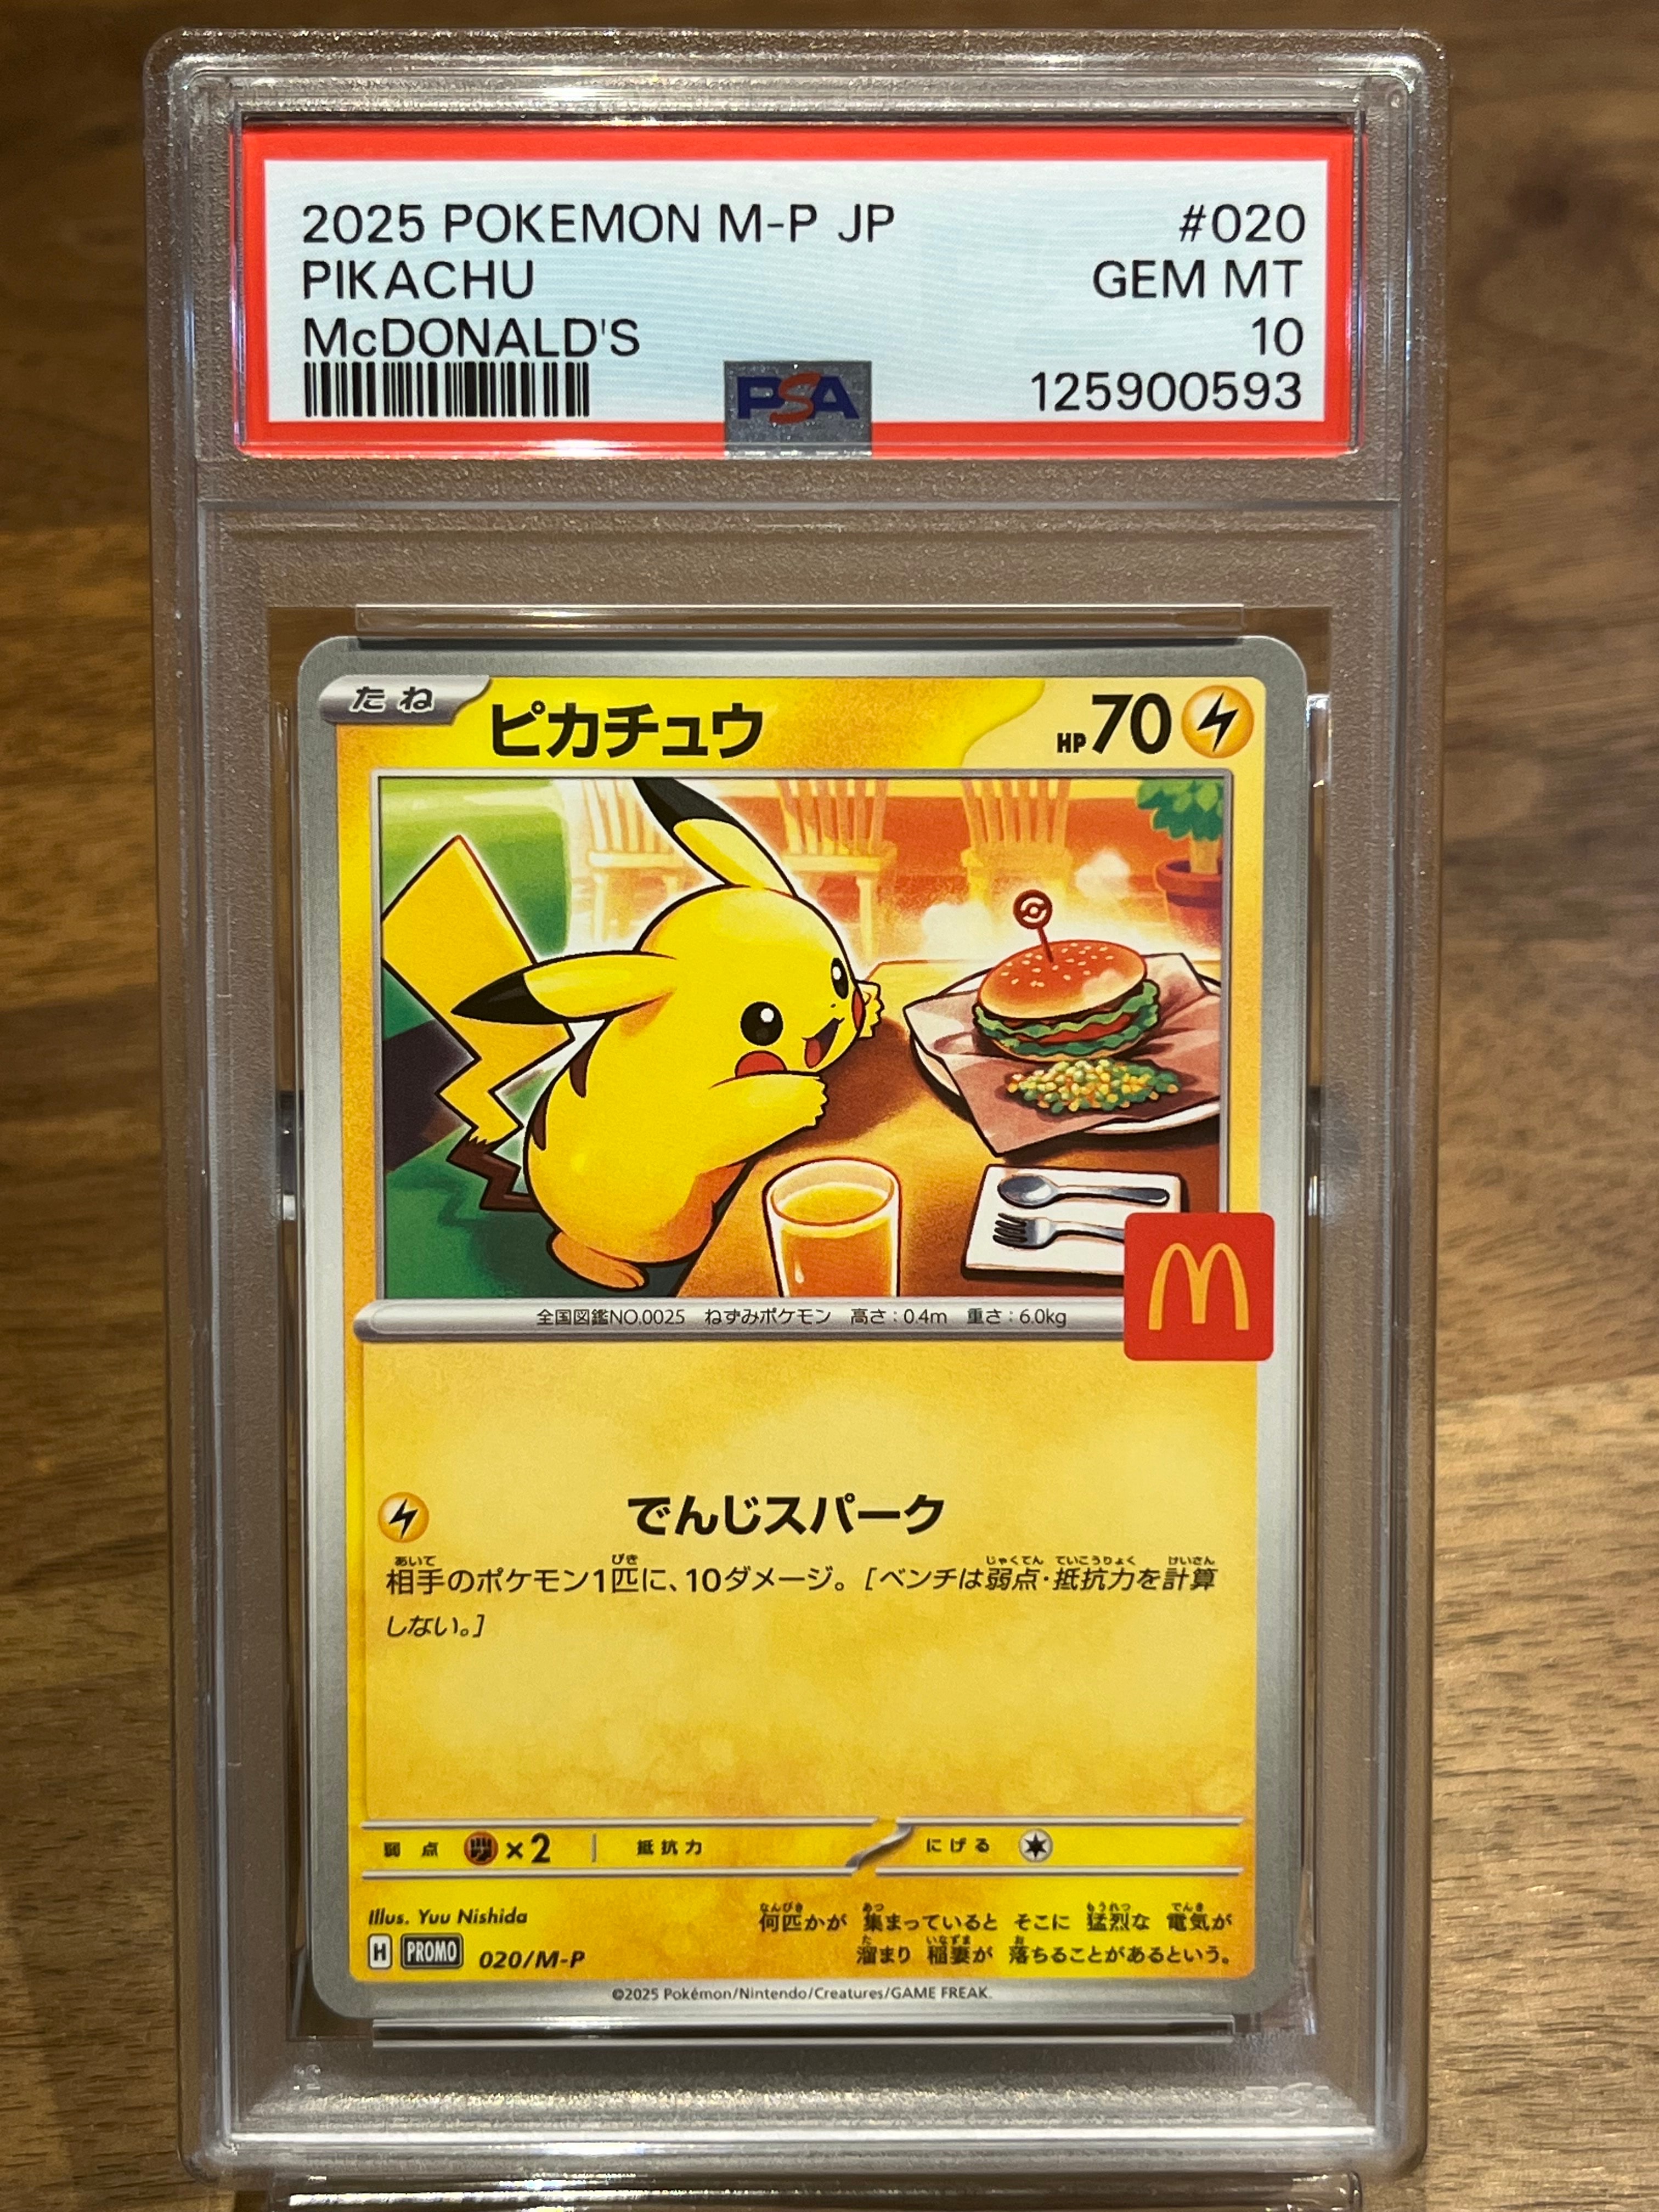 2025 POKEMON M-P JP #020
PIKACHU GEM MT
McDONALD'S 10
PSA 125900593
たね ピカチュウ HP70
全国図鑑NO.0025 ねずみポケモン 高さ:0.4m 重さ:6.0kg
でんじスパーク
相手のポケモン1匹に、10ダメージ。[ベンチは弱点・抵抗力を計算
しない。]
弱点 ×2 抵抗力 にげる
Illus. Yuu Nishida
何匹かが 集まっていると そこに 猛烈な 電気が
H PROMO 020/M-P
溜まり 稲妻が 落ちることがあるという。
©2025 Pokémon/Nintendo/Creatures/GAME FREAK.